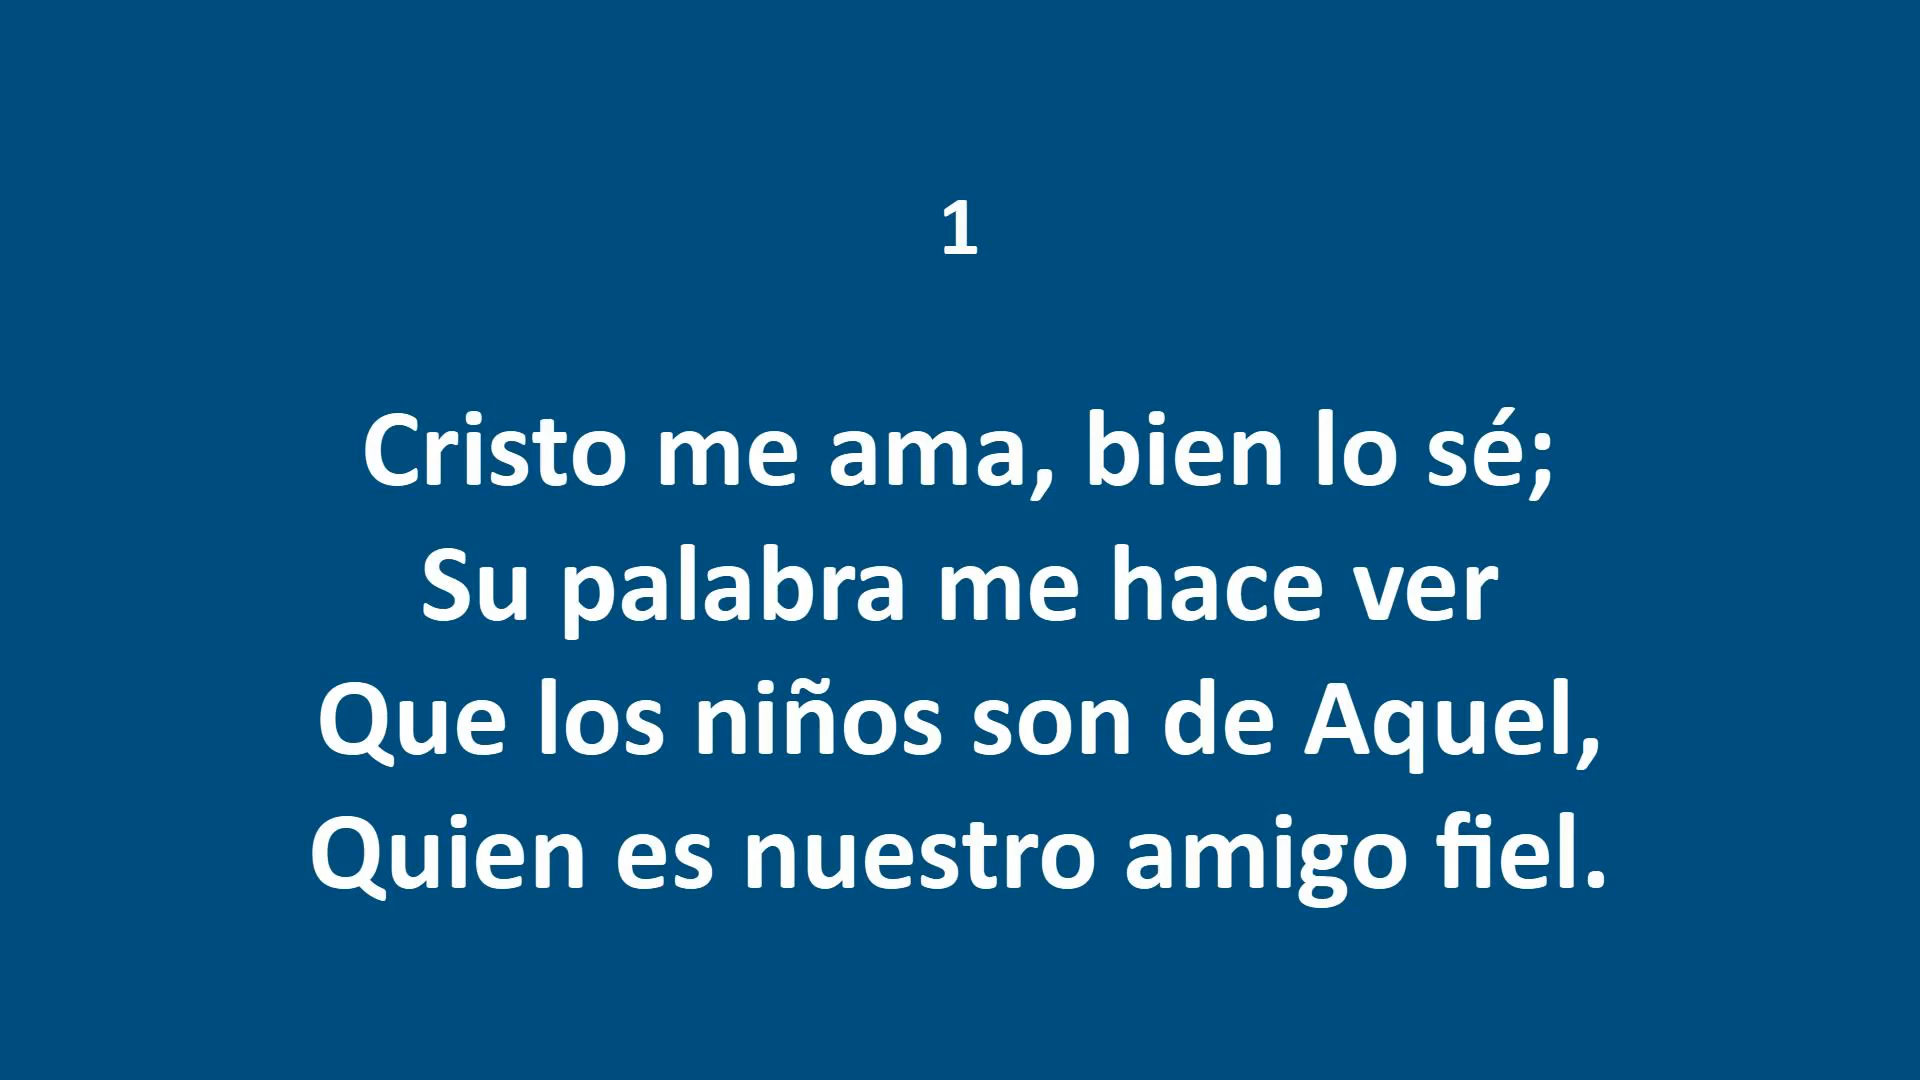 1
Cristo me ama, bien lo sé;
Su palabra me hace ver
Que los niños son de Aquel,
Quien es nuestro amigo fiel.